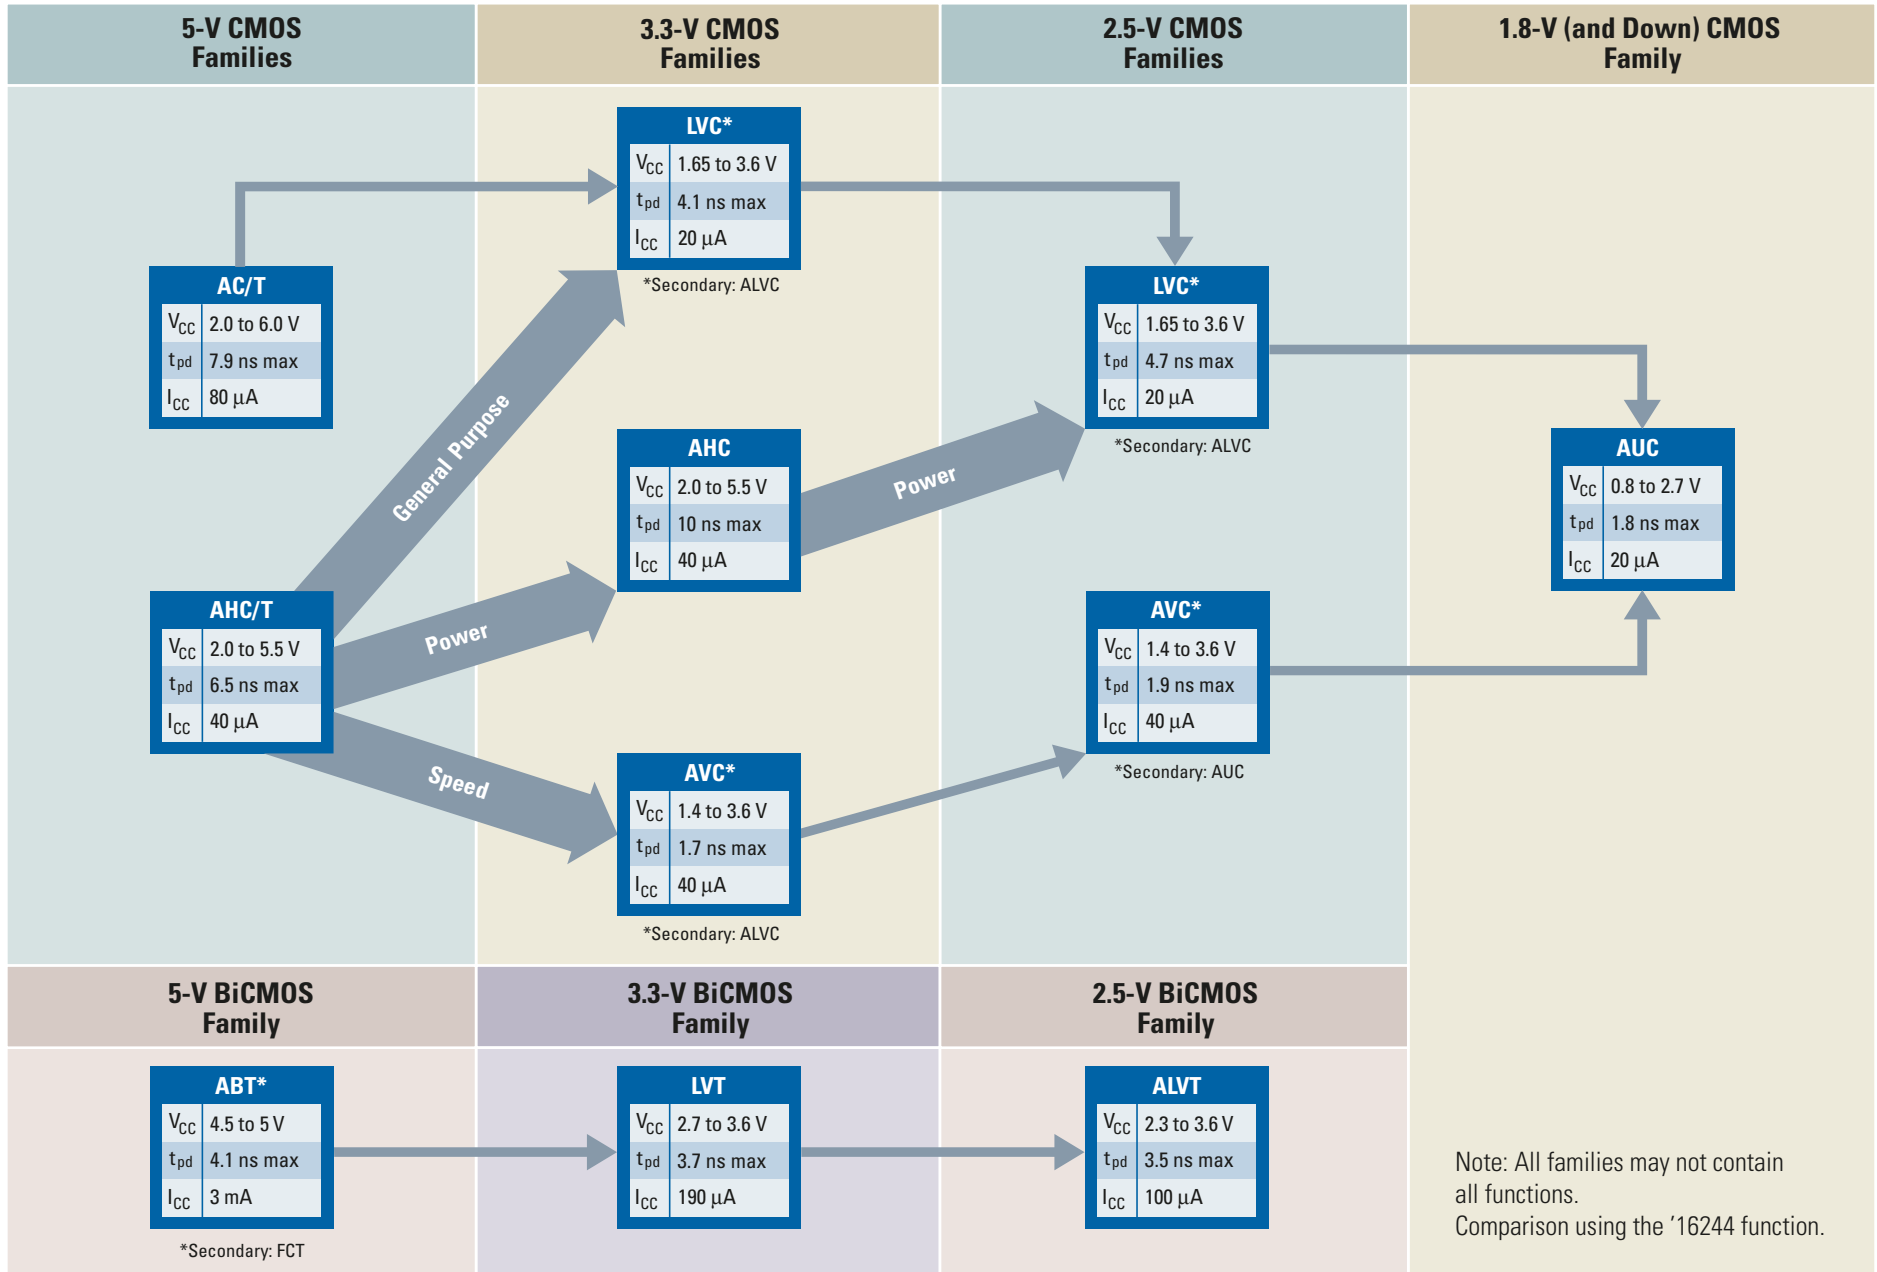 5-V CMOS
Families
3.3-V CMOS
Families
2.5-V CMOS
Families
1.8-V (and Down) CMOS
Family
LVC*
VCC 1.65 to 3.6 V
tpd 4.1 ns max
ICC 20 μA
*Secondary: ALVC
AC/T
VCC 2.0 to 6.0 V
tpd 7.9 ns max
ICC 80 μA
LVC*
VCC 1.65 to 3.6 V
tpd 4.7 ns max
ICC 20 μA
*Secondary: ALVC
General Purpose
AHC
VCC 2.0 to 5.5 V
tpd 10 ns max
ICC 40 μA
Power
AUC
VCC 0.8 to 2.7 V
tpd 1.8 ns max
ICC 20 μA
AHC/T
VCC 2.0 to 5.5 V
tpd 6.5 ns max
ICC 40 μA
Power
AVC*
VCC 1.4 to 3.6 V
tpd 1.9 ns max
ICC 40 μA
*Secondary: AUC
Speed
AVC*
VCC 1.4 to 3.6 V
tpd 1.7 ns max
ICC 40 μA
*Secondary: ALVC
5-V BiCMOS
Family
3.3-V BiCMOS
Family
2.5-V BiCMOS
Family
ABT*
VCC 4.5 to 5 V
tpd 4.1 ns max
ICC 3 mA
*Secondary: FCT
LVT
VCC 2.7 to 3.6 V
tpd 3.7 ns max
ICC 190 μA
ALVT
VCC 2.3 to 3.6 V
tpd 3.5 ns max
ICC 100 μA
Note: All families may not contain
all functions.
Comparison using the ’16244 function.